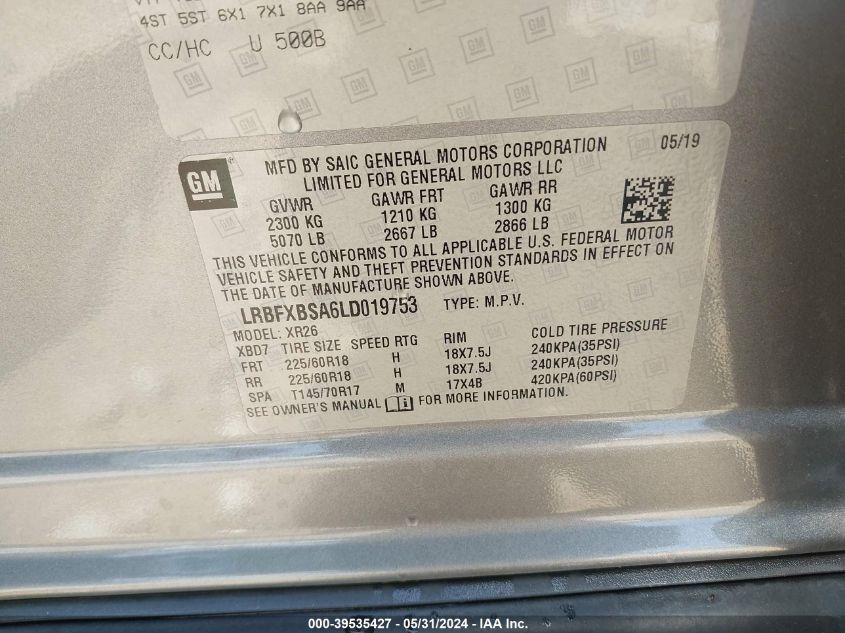 4ST 5ST 6X1 7X1 8AA 9AA
CC/HC U 500B
GM
MFD BY SAIC GENERAL MOTORS CORPORATION 05/19
LIMITED FOR GENERAL MOTORS LLC
GVWR GAWR FRT GAWR RR
2300 KG 1210 KG 1300 KG
5070 LB 2667 LB 2866 LB
THIS VEHICLE CONFORMS TO ALL APPLICABLE U.S. FEDERAL MOTOR
VEHICLE SAFETY AND THEFT PREVENTION STANDARDS IN EFFECT ON
THE DATE OF MANUFACTURE SHOWN ABOVE.
LRBFXBSA6LD019753 TYPE: M.P.V.
MODEL: XR26
XBD7 TIRE SIZE SPEED RTG RIM COLD TIRE PRESSURE
FRT 225/60R18 H 18X7.5J 240KPA(35PSI)
RR 225/60R18 H 18X7.5J 240KPA(35PSI)
SPA T145/70R17 M 17X4B 420KPA(60PSI)
SEE OWNER'S MANUAL FOR MORE INFORMATION.
000-39535427 - 05/31/2024 - IAA Inc.